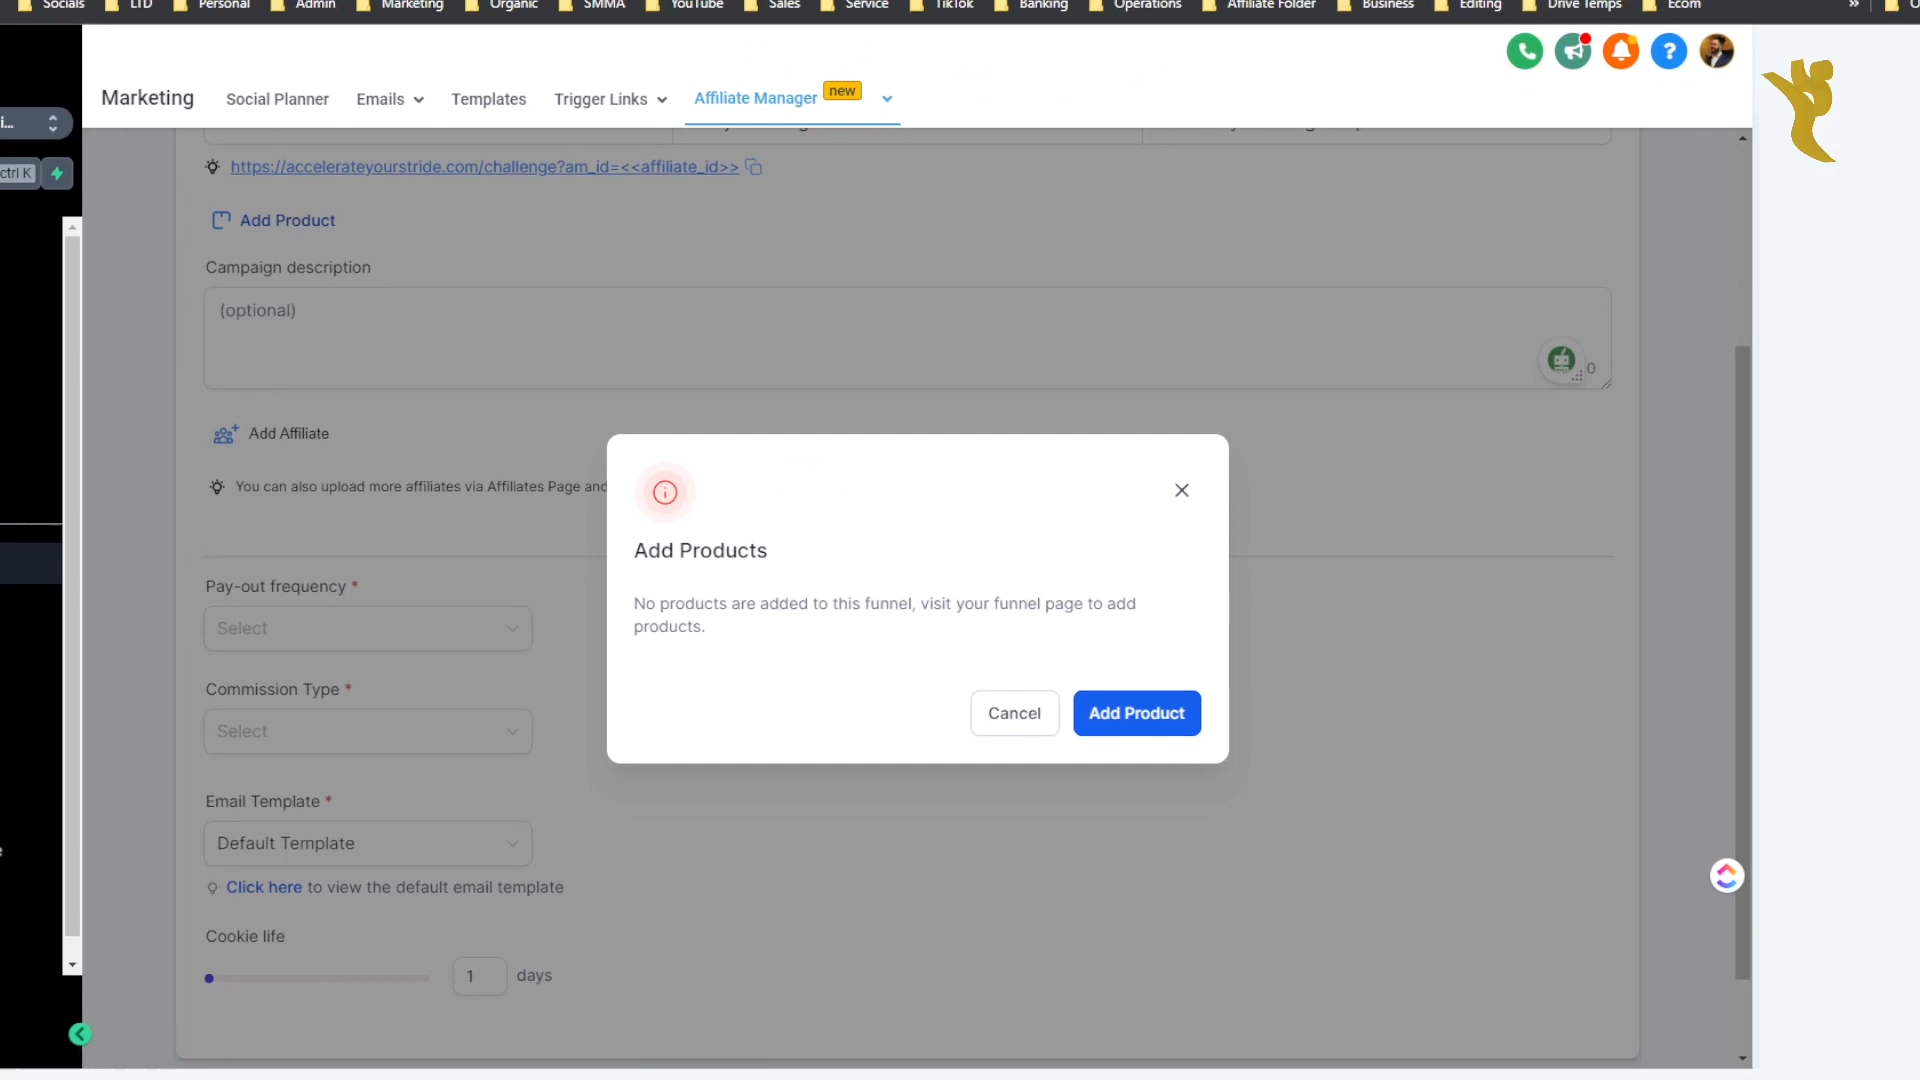 Socials LTD Personal Admin Marketing Organic SMMA YouTube Sales Service TikTok Banking Operations Affiliate Folder Business Editing Drive Temps Ecom »
Marketing Social Planner Emails Templates Trigger Links Affiliate Manager new
i...
ctrl K
https://accelerateyourstride.com/challenge?am_id=<<affiliate_id>>
Add Product
Campaign description
(optional)
0
Add Affiliate
You can also upload more affiliates via Affiliates Page and
Add Products
No products are added to this funnel, visit your funnel page to add
products.
Cancel Add Product
Pay-out frequency *
Select
Commission Type *
Select
Email Template *
Default Template
Click here to view the default email template
Cookie life
1 days